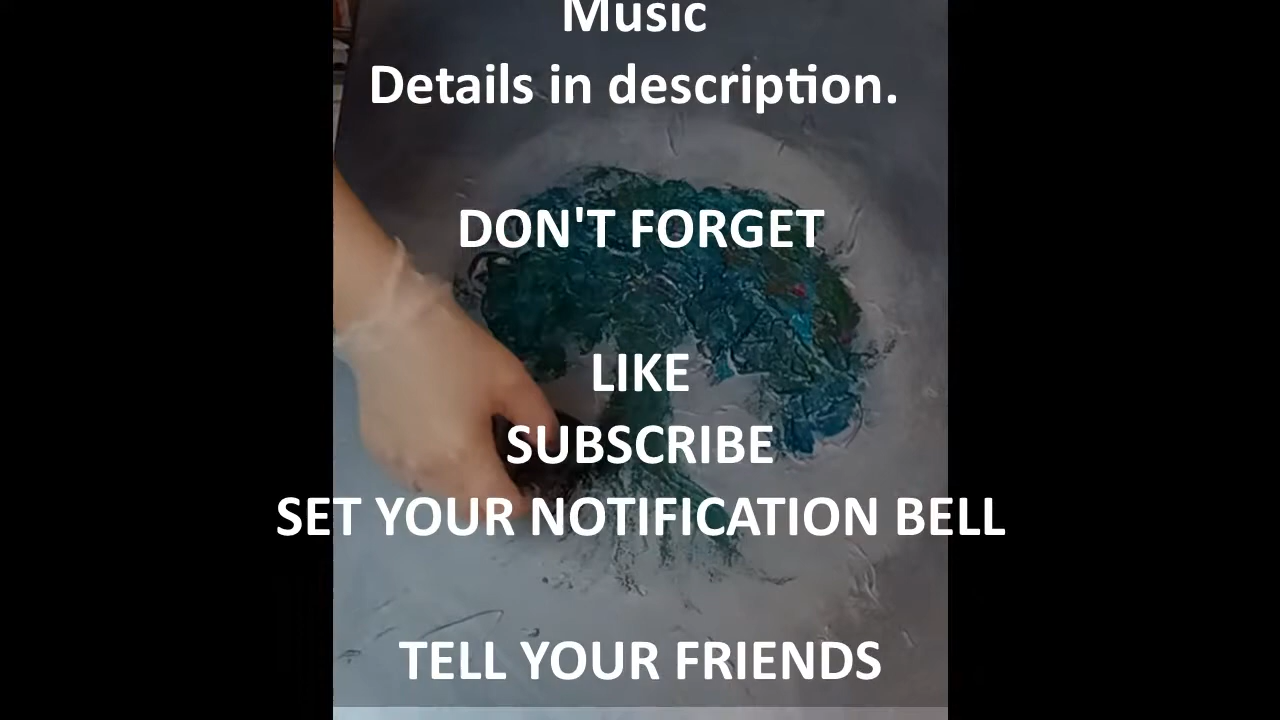 Music
Details in description.
DON'T FORGET
LIKE
SUBSCRIBE
SET YOUR NOTIFICATION BELL
TELL YOUR FRIENDS